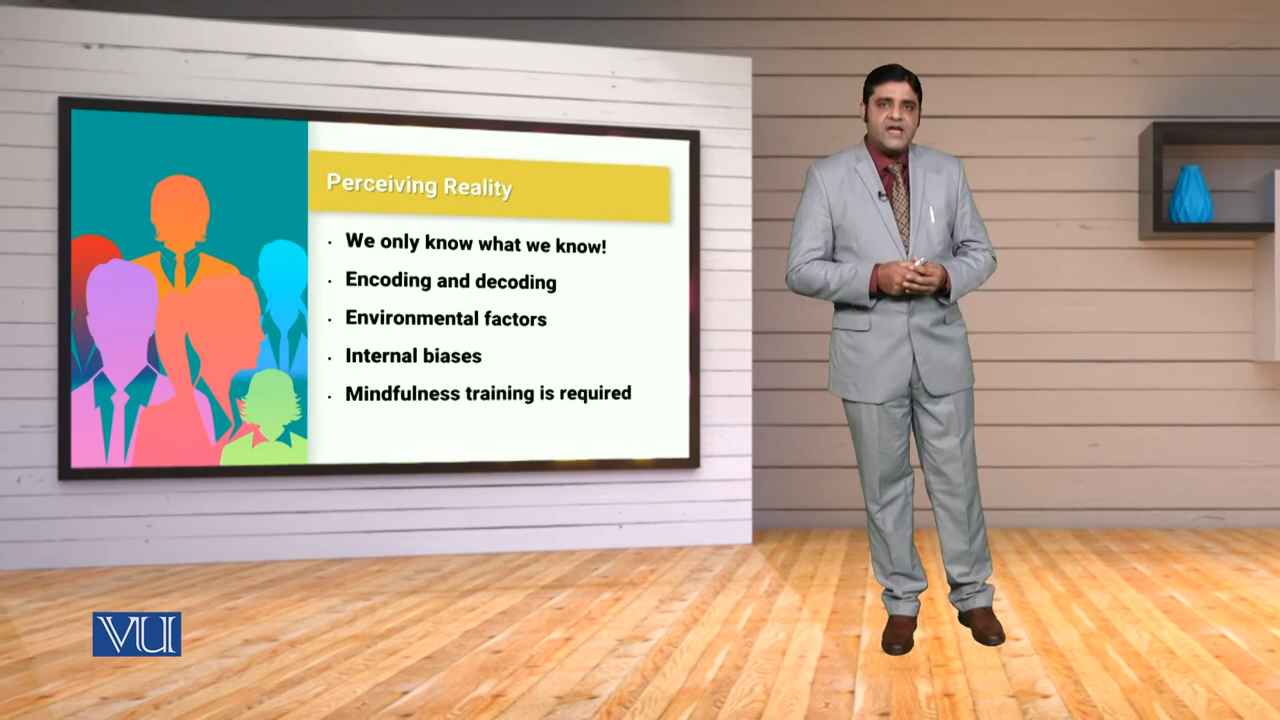 Perceiving Reality
· We only know what we know!
· Encoding and decoding
· Environmental factors
· Internal biases
· Mindfulness training is required
VU